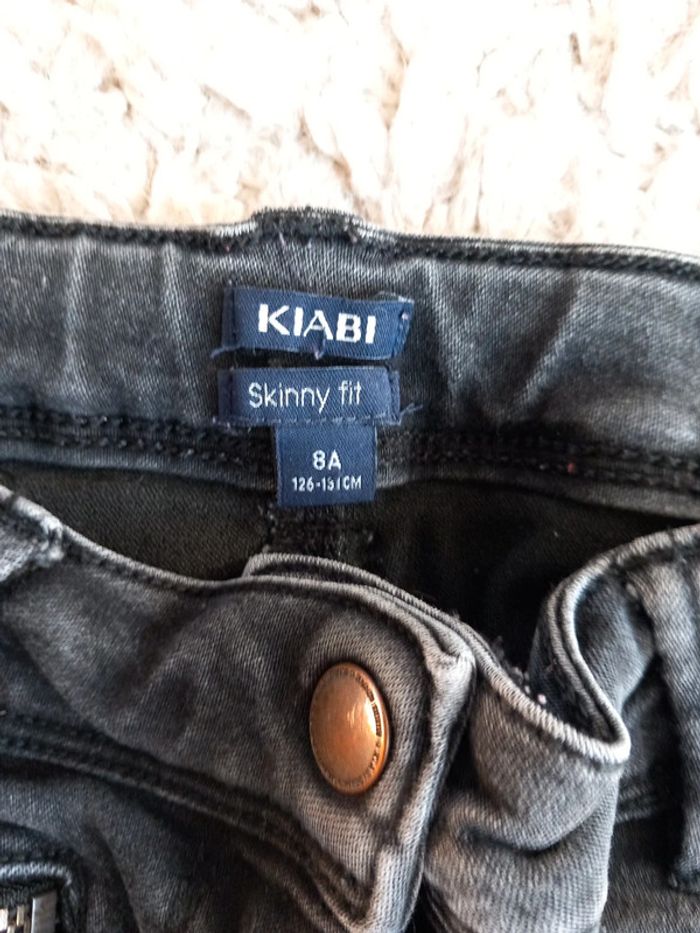 KIABI
Skinny fit
8A
126-131CM